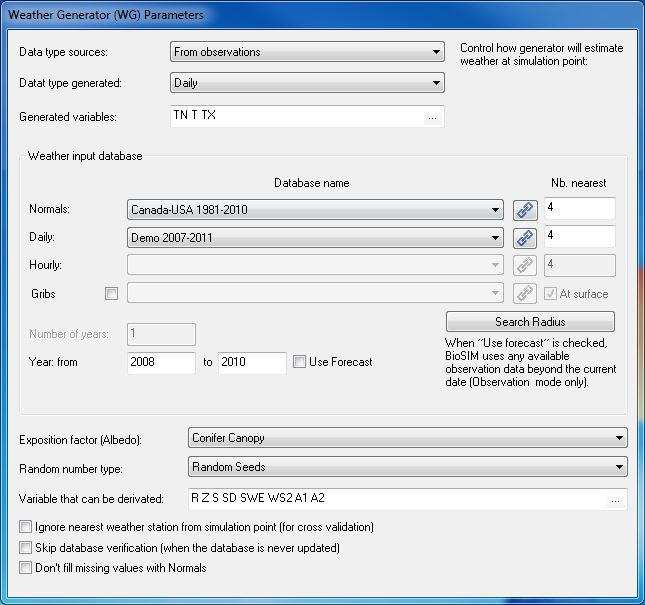 Weather Generator (WG) Parameters
Data type sources: From observations
Control how generator will estimate
weather at simulation point:
Datat type generated: Daily
Generated variables: TN T TX ...
Weather input database
Database name Nb. nearest
Normals: Canada-USA 1981-2010 4
Daily: Demo 2007-2011 4
Hourly: 4
Gribs At surface
Search Radius
Number of years: 1
When "Use forecast" is checked,
BioSIM uses any available
observation data beyond the current
date (Observation mode only).
Year: from 2008 to 2010 Use Forecast
Exposition factor (Albedo): Conifer Canopy
Random number type: Random Seeds
Variable that can be derivated: R Z S SD SWE WS2 A1 A2 ...
Ignore nearest weather station from simulation point (for cross validation)
Skip database verification (when the database is never updated)
Don't fill missing values with Normals